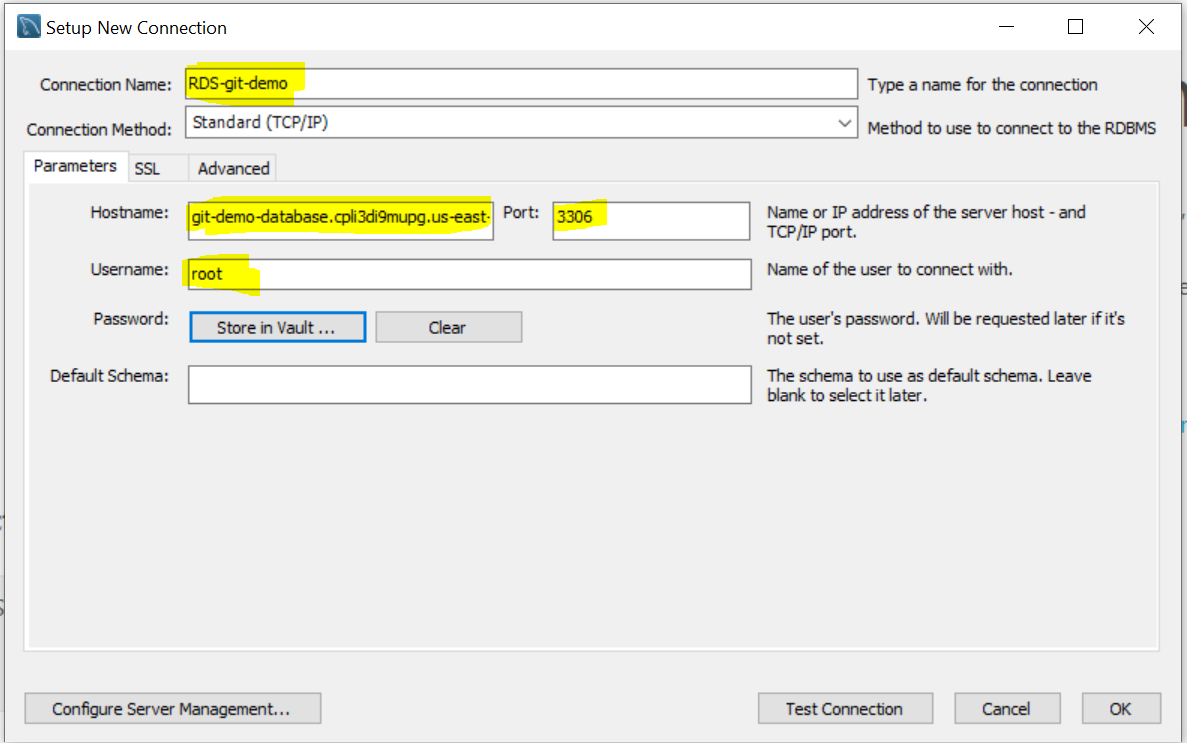 Setup New Connection
Connection Name: RDS-git-demo Type a name for the connection
Connection Method: Standard (TCP/IP) Method to use to connect to the RDBMS
Parameters SSL Advanced
Hostname: git-demo-database.cpli3di9mupg.us-east- Port: 3306 Name or IP address of the server host - and
TCP/IP port.
Username: root Name of the user to connect with.
Password: Store in Vault ... Clear The user's password. Will be requested later if it's
not set.
Default Schema: The schema to use as default schema. Leave
blank to select it later.
Configure Server Management... Test Connection Cancel OK